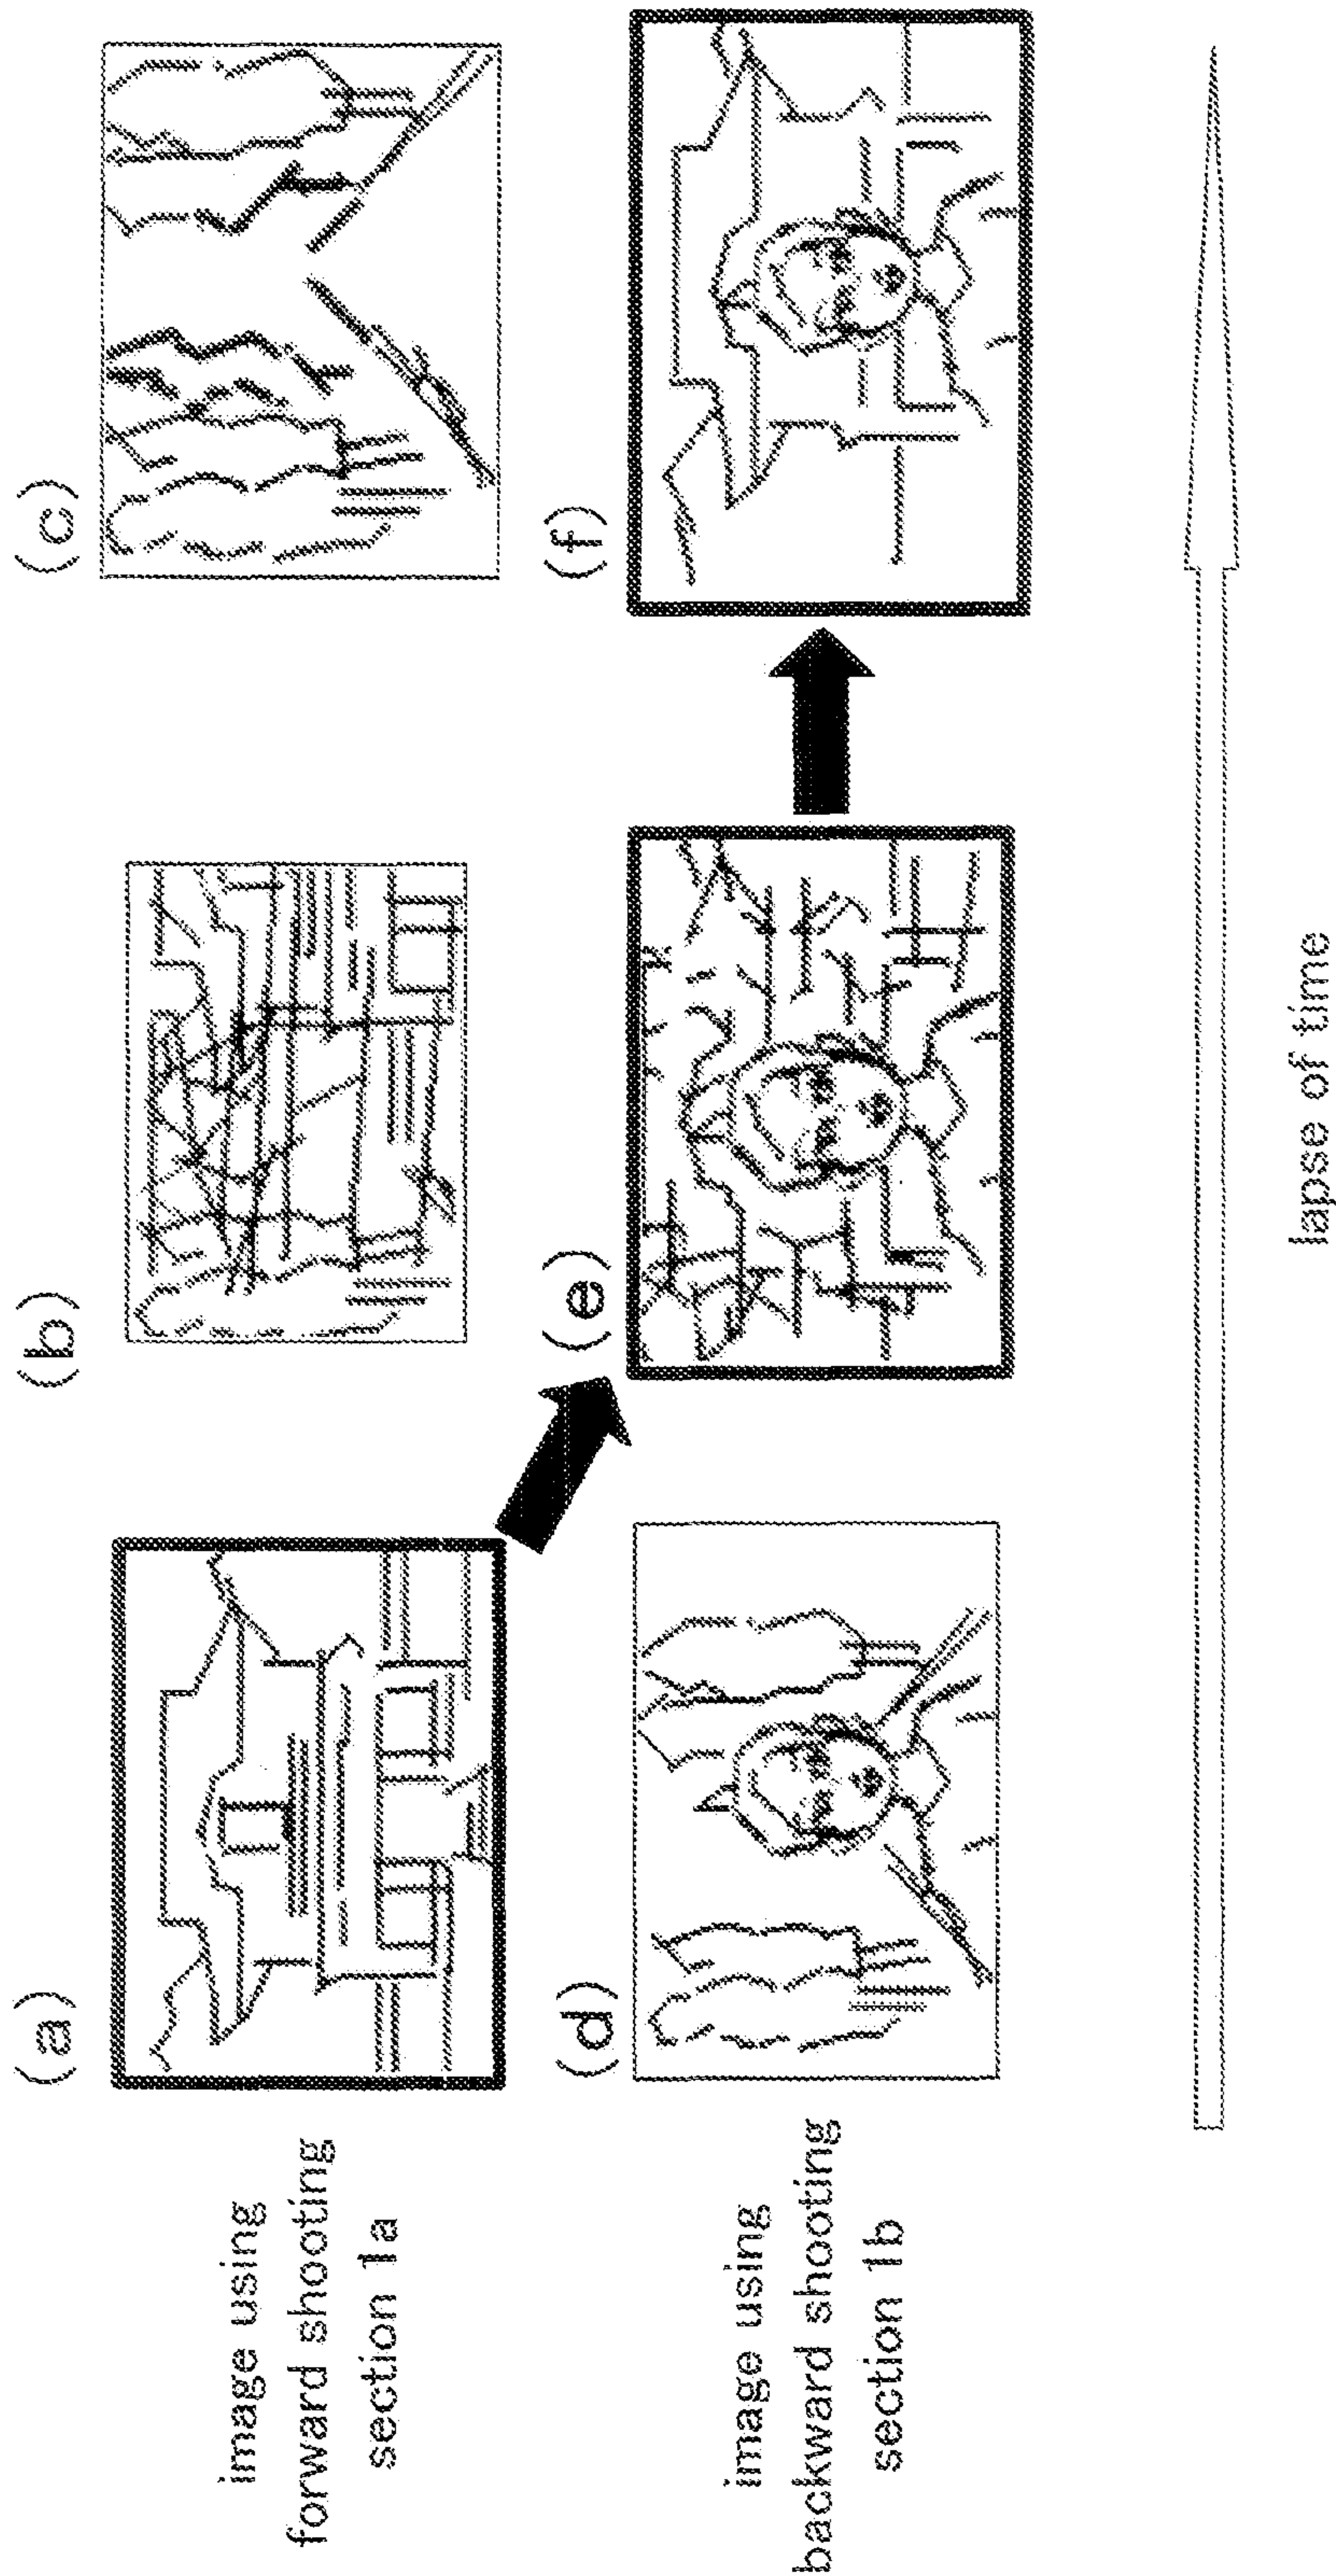 (a)
(b)
(c)
image using
forward shooting
section 1a
(d)
(e)
(f)
image using
backward shooting
section 1b
lapse of time